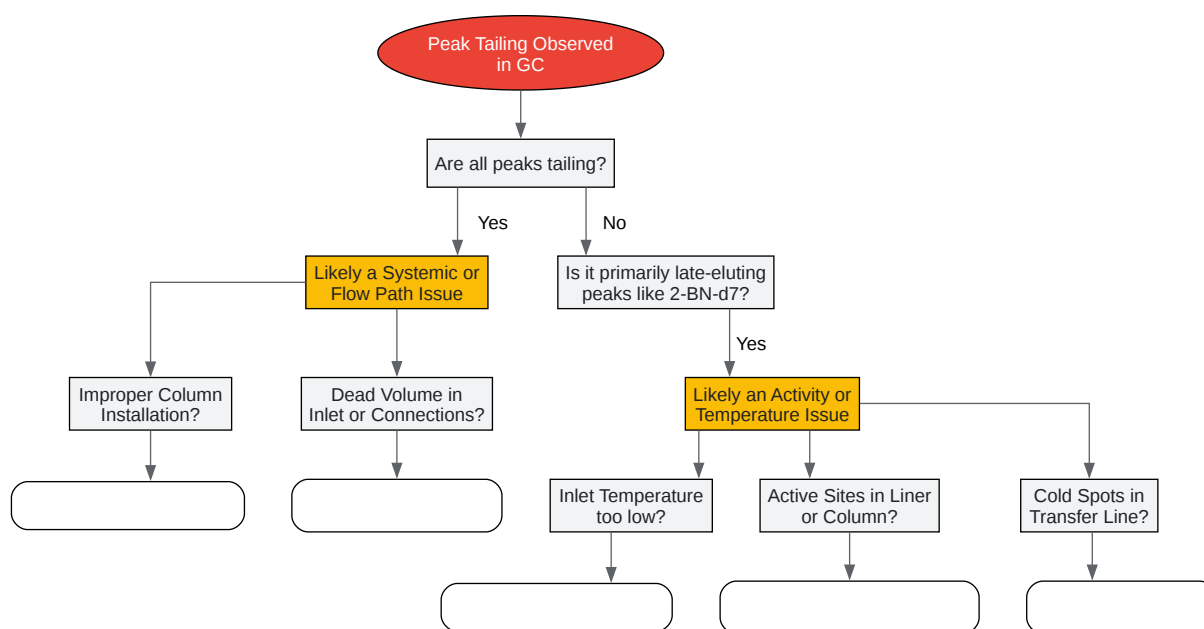 Peak Tailing Observed
in GC
Are all peaks tailing?
Yes
No
Likely a Systemic or
Flow Path Issue
Is it primarily late-eluting
peaks like 2-BN-d7?
Yes
Improper Column
Installation?
Dead Volume in
Inlet or Connections?
Likely an Activity or
Temperature Issue
Inlet Temperature
too low?
Active Sites in Liner
or Column?
Cold Spots in
Transfer Line?